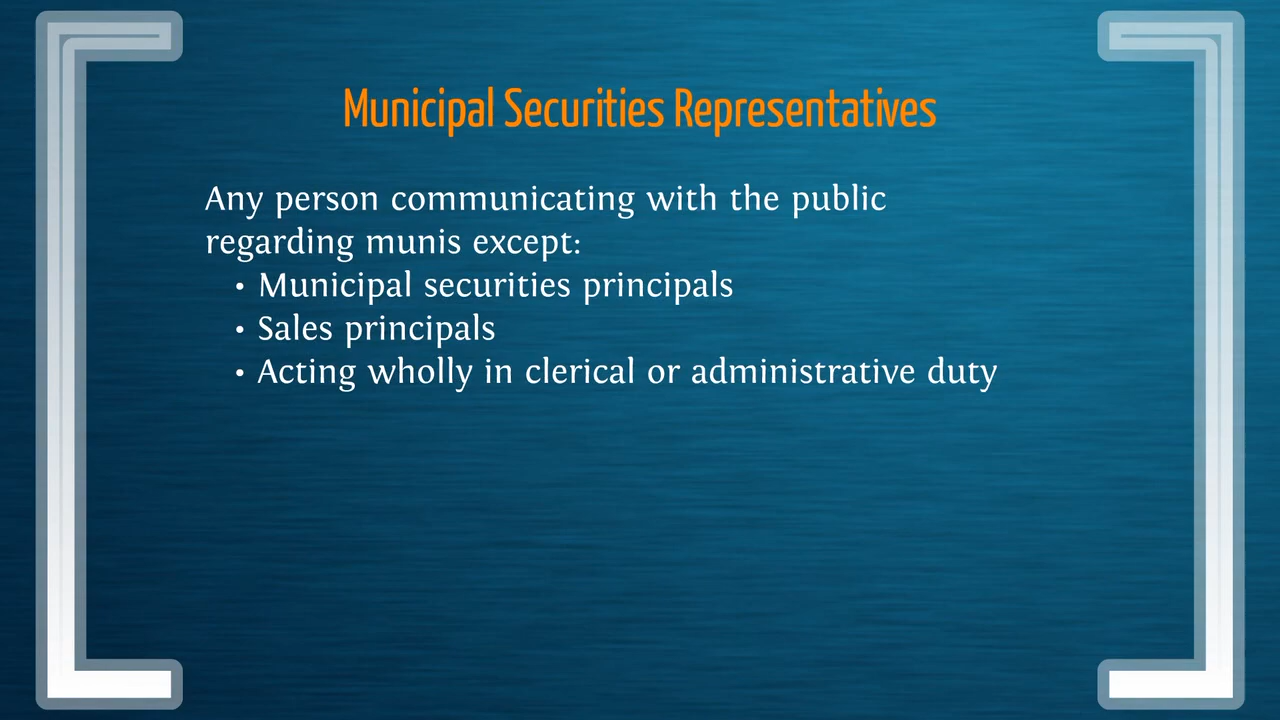 Municipal Securities Representatives
Any person communicating with the public
regarding munis except:
• Municipal securities principals
• Sales principals
• Acting wholly in clerical or administrative duty